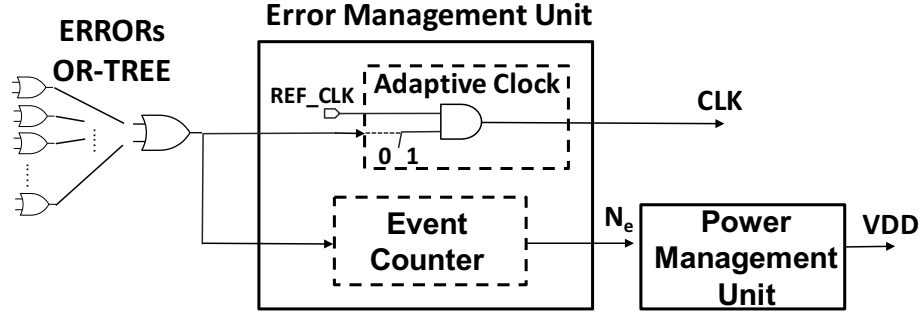 Error Management Unit
ERRORs
OR-TREE
Adaptive Clock
REF_CLK
CLK
0 1
Event
Counter
Ne
Power
Management
Unit
VDD